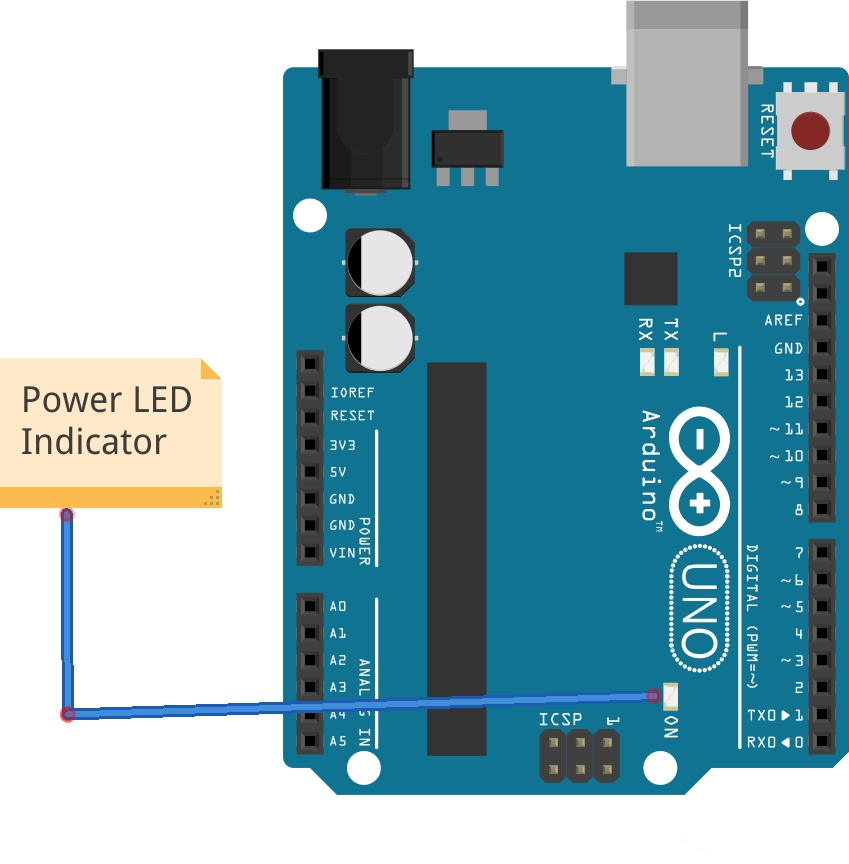 RESET
ICSP2
Power LED
Indicator
IOREF
RESET
3V3
5V
GND
GND
VIN
POWER
A0
A1
A2
A3
A4
A5
RX
TX
L
Arduino™
UNO
AREF
GND
13
12
~11
~10
~9
8
7
~6
~5
4
~3
2
TX0▶1
RX0◀0
DIGITAL (PWM=~)
ICSP
1
ON